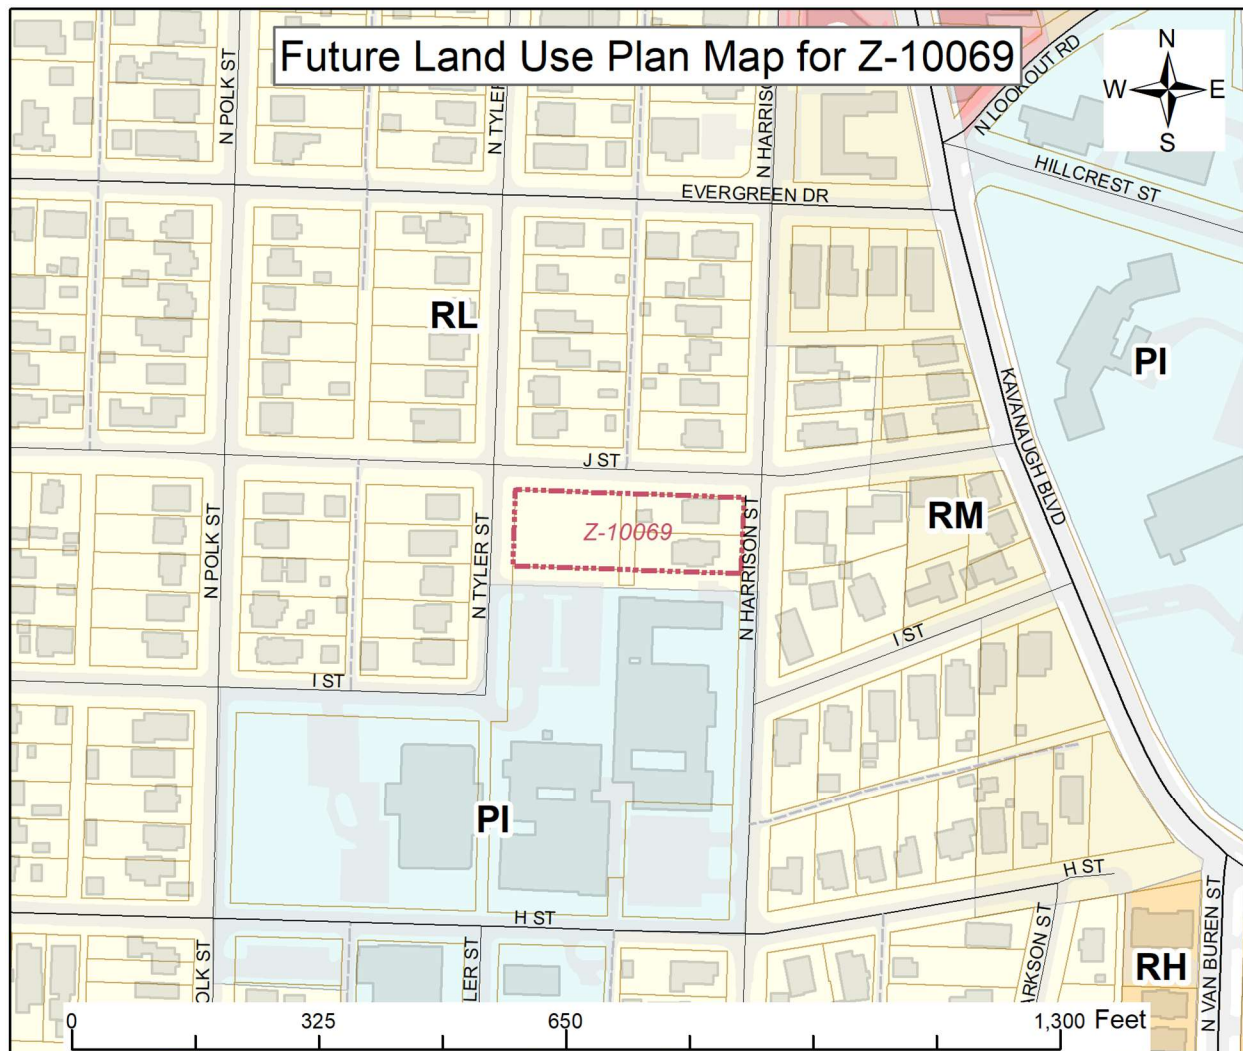 Future Land Use Plan Map for Z-10069
N
W E
S
N POLK ST
N TYLER
N HARRISO
N LOOKOUT RD
HILLCREST ST
EVERGREEN DR
RL
PI
KAVANAUGH BLVD
J ST
N POLK ST
N TYLER ST
Z-10069
N HARRISON ST
RM
I ST
I ST
PI
H ST
H ST
OLK ST
LER ST
ARKSON ST
RH
N VAN BUREN ST
0 325 650 1,300 Feet